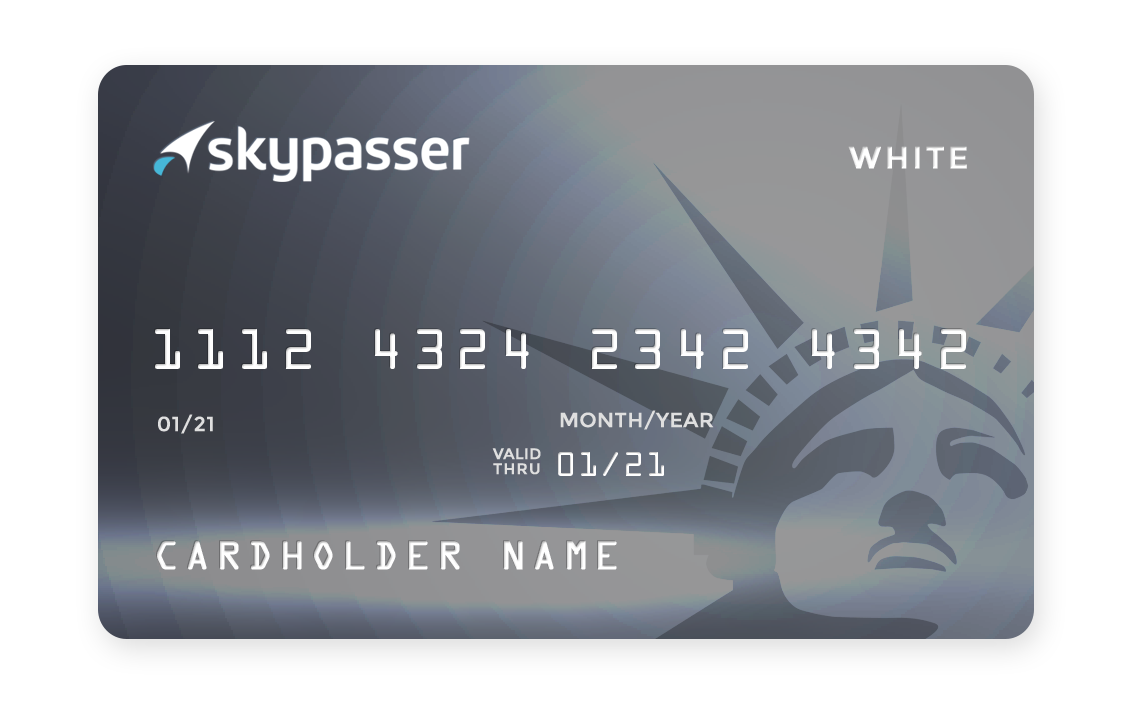 skypasser
WHITE
1112 4324 2342 4342
01/21
MONTH/YEAR
VALID THRU 01/21
CARDHOLDER NAME